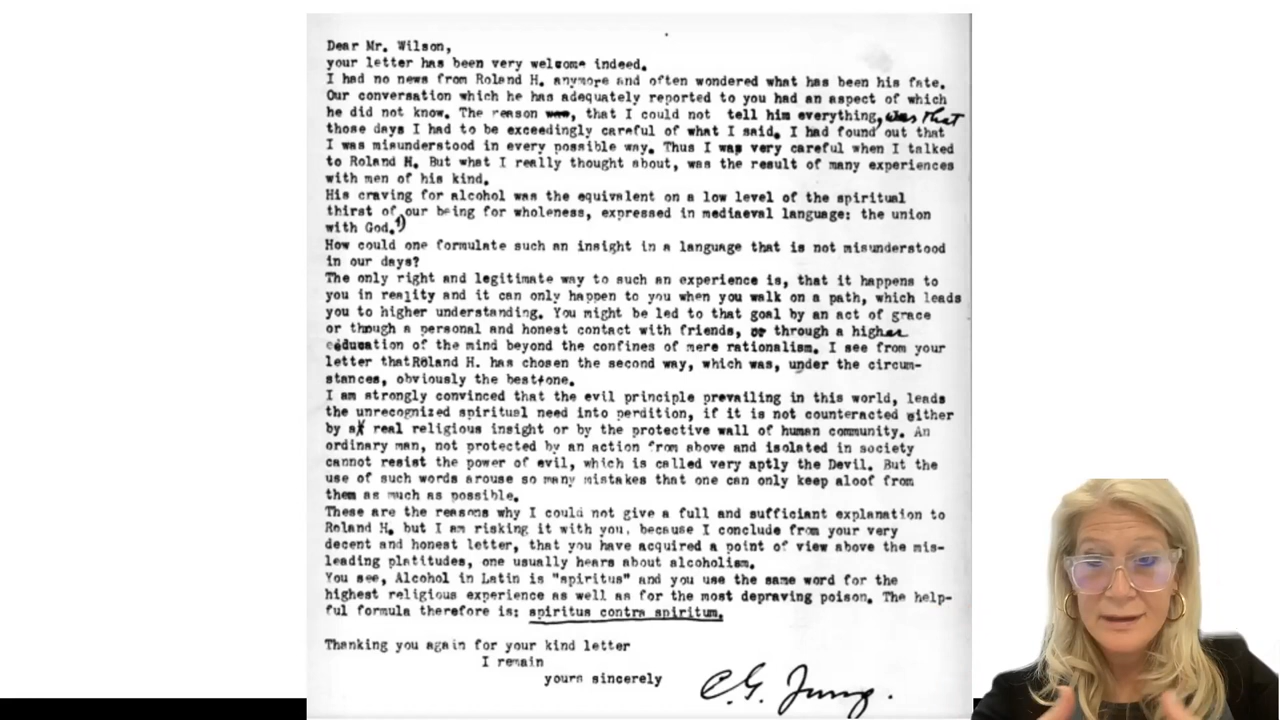 Dear Mr. Wilson,
your letter has been very welcome indeed.
I had no news from Roland H. anymore and often wondered what has been his fate.
Our conversation which he has adequately reported to you had an aspect of which
he did not know. The reason was, that I could not tell him everything, was that
those days I had to be exceedingly careful of what I said. I had found out that
I was misunderstood in every possible way. Thus I was very careful when I talked
to Roland H. But what I really thought about, was the result of many experiences
with men of his kind.
His craving for alcohol was the equivalent on a low level of the spiritual
thirst of our being for wholeness, expressed in mediaeval language: the union
with God.1)
How could one formulate such an insight in a language that is not misunderstood
in our days?
The only right and legitimate way to such an experience is, that it happens to
you in reality and it can only happen to you when you walk on a path, which leads
you to higher understanding. You might be led to that goal by an act of grace
or though a personal and honest contact with friends, or through a higher
education of the mind beyond the confines of mere rationalism. I see from your
letter that Roland H. has chosen the second way, which was, under the circum-
stances, obviously the best one.
I am strongly convinced that the evil principle prevailing in this world, leads
the unrecognized spiritual need into perdition, if it is not counteracted either
by a real religious insight or by the protective wall of human community. An
ordinary man, not protected by an action from above and isolated in society
cannot resist the power of evil, which is called very aptly the Devil. But the
use of such words arouse so many mistakes that one can only keep aloof from
them as much as possible.
These are the reasons why I could not give a full and sufficiant explanation to
Roland H. but I am risking it with you, because I conclude from your very
decent and honest letter, that you have acquired a point of view above the mis-
leading platitudes, one usually hears about alcoholism.
You see, Alcohol in Latin is "spiritus" and you use the same word for the
highest religious experience as well as for the most depraving poison. The help-
ful formula therefore is: spiritus contra spiritum.
Thanking you again for your kind letter
I remain
yours sincerely
C. G. Jung.